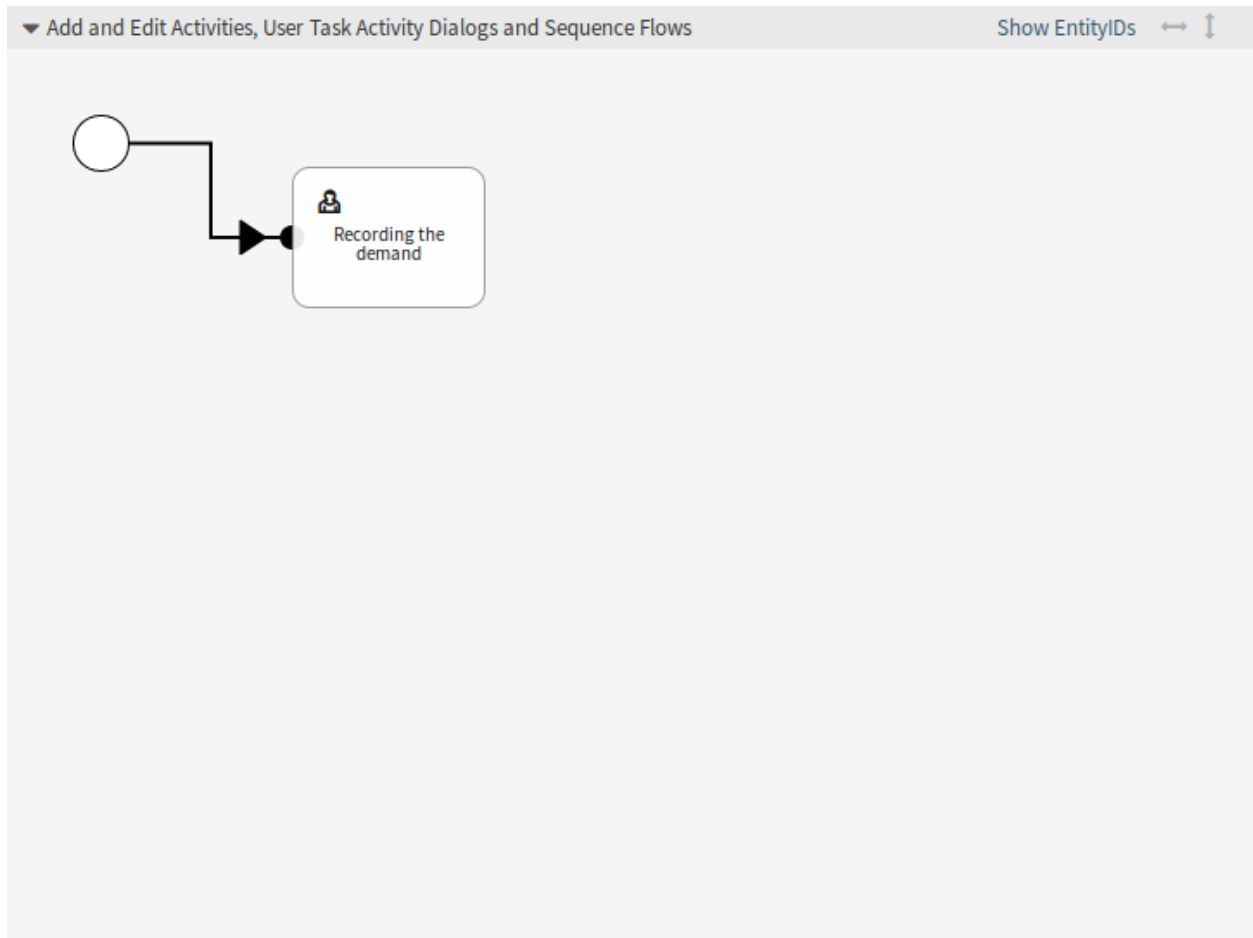 Add and Edit Activities, User Task Activity Dialogs and Sequence Flows
Show EntityIDs
Recording the
demand